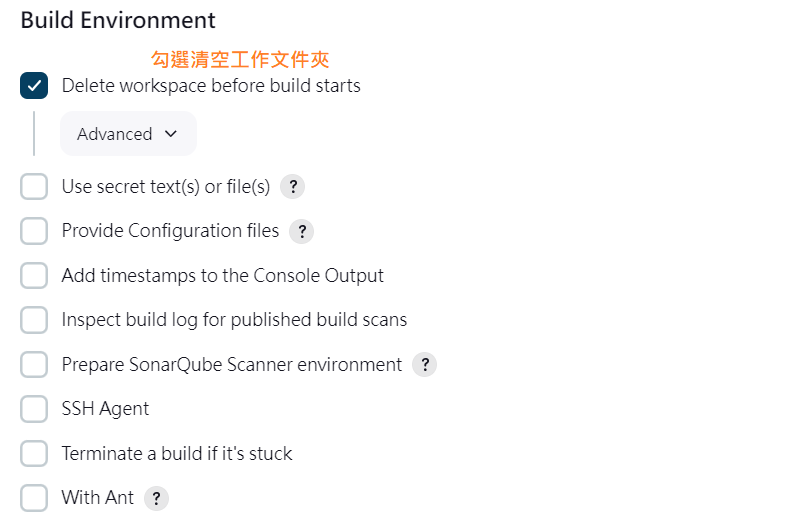 Build Environment
勾選清空工作文件夾
Delete workspace before build starts
Advanced
Use secret text(s) or file(s) ?
Provide Configuration files ?
Add timestamps to the Console Output
Inspect build log for published build scans
Prepare SonarQube Scanner environment ?
SSH Agent
Terminate a build if it's stuck
With Ant ?